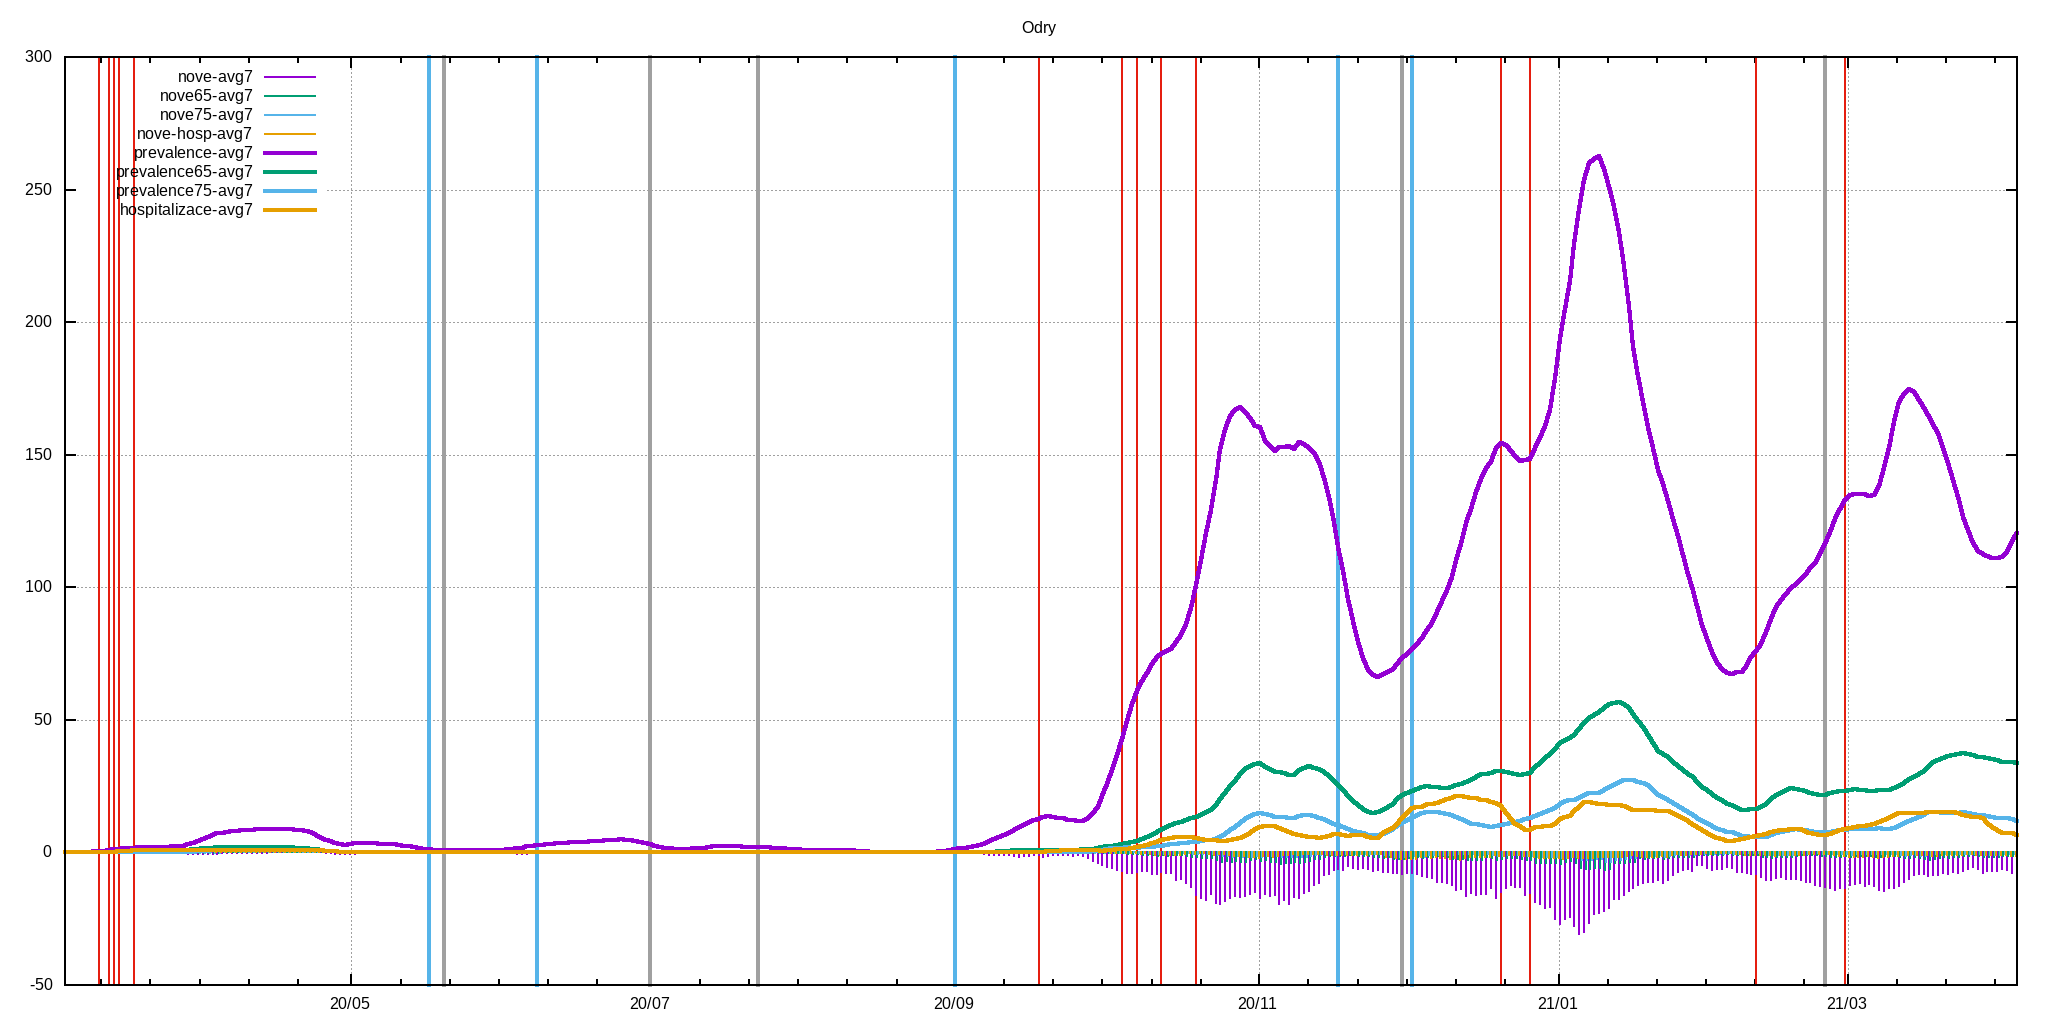 Odry
300
250
200
150
100
50
0
-50
nove-avg7
nove65-avg7
nove75-avg7
nove-hosp-avg7
prevalence-avg7
prevalence65-avg7
prevalence75-avg7
hospitalizace-avg7
20/05 20/07 20/09 20/11 21/01 21/03